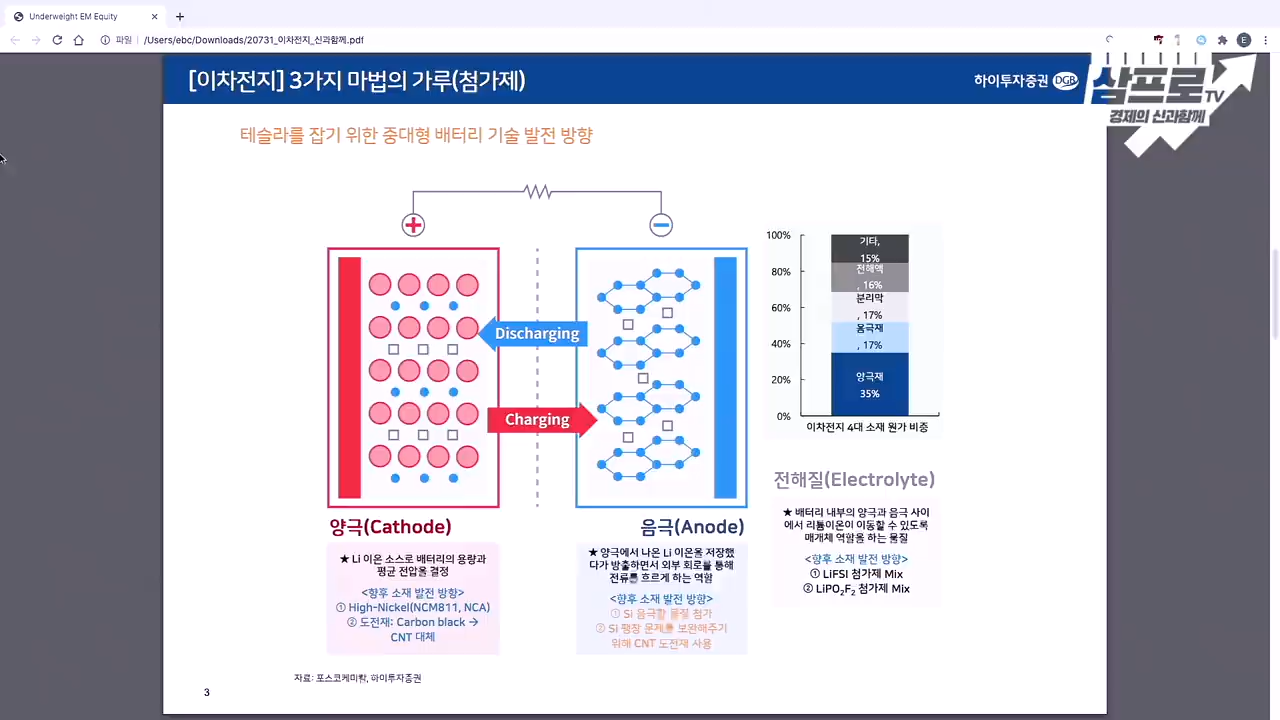 Underweight EM Equity
파일 /Users/ebc/Downloads/20731_이차전지_신과함께.pdf
E
[이차전지] 3가지 마법의 가루(첨가제)
하이투자증권 DGB
삼프로TV
경제의 신과함께
테슬라를 잡기 위한 중대형 배터리 기술 발전 방향
Discharging
Charging
100%
80%
60%
40%
20%
0%
기타,
15%
전해액
, 16%
분리막
, 17%
음극재
, 17%
양극재
35%
이차전지 4대 소재 원가 비중
양극(Cathode)
★ Li 이온 소스로 배터리의 용량과
평균 전압을 결정
<향후 소재 발전 방향>
① High-Nickel(NCM811, NCA)
② 도전재: Carbon black →
CNT 대체
음극(Anode)
★ 양극에서 나온 Li 이온을 저장했
다가 방출하면서 외부 회로를 통해
전류를 흐르게 하는 역할
<향후 소재 발전 방향>
① Si 음극활 물질 첨가
② Si 팽창 문제를 보완해주기
위해 CNT 도전재 사용
전해질(Electrolyte)
★ 배터리 내부의 양극과 음극 사이
에서 리튬이온이 이동할 수 있도록
매개체 역할을 하는 물질
<향후 소재 발전 방향>
① LiFSI 첨가제 Mix
② LiPO₂F₂ 첨가제 Mix
자료: 포스코케미칼, 하이투자증권
3